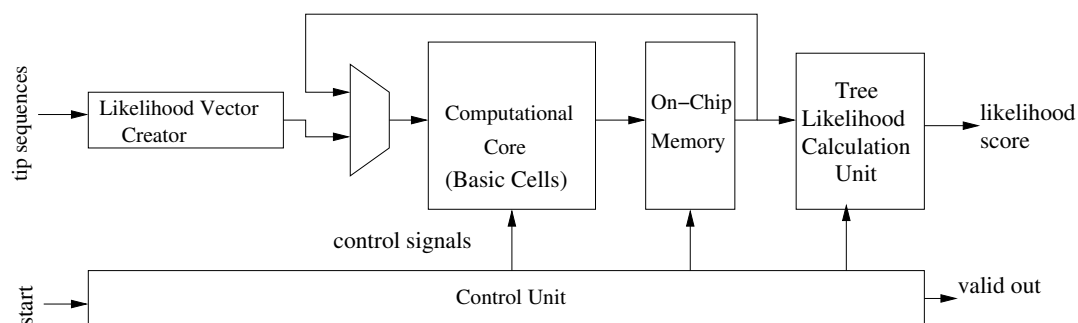 tip sequences
Likelihood Vector
Creator
Computational
Core
(Basic Cells)
On−Chip
Memory
Tree
Likelihood
Calculation
Unit
likelihood
score
control signals
start
Control Unit
valid out